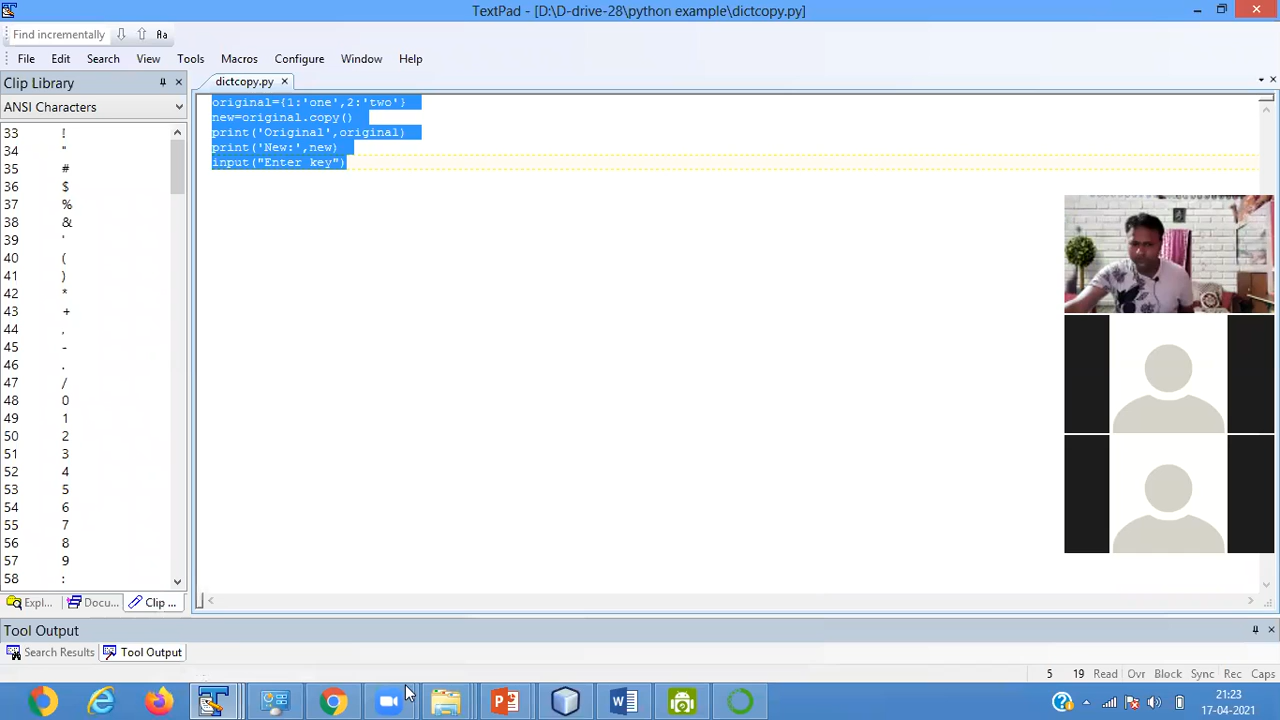 TextPad - [D:\D-drive-28\python example\dictcopy.py]
Find incrementally
Aa
File Edit Search View Tools Macros Configure Window Help
Clip Library
dictcopy.py
ANSI Characters
original={1:'one',2:'two'}
new=original.copy()
print('Original',original)
print('New:',new)
input("Enter key")
33 !
34 "
35 #
36 $
37 %
38 &
39 '
40 (
41 )
42 *
43 +
44 ,
45 -
46 .
47 /
48 0
49 1
50 2
51 3
52 4
53 5
54 6
55 7
56 8
57 9
58 :
Expl... Docu... Clip ...
Tool Output
Search Results Tool Output
5 19 Read Ovr Block Sync Rec Caps
21:23
17-04-2021